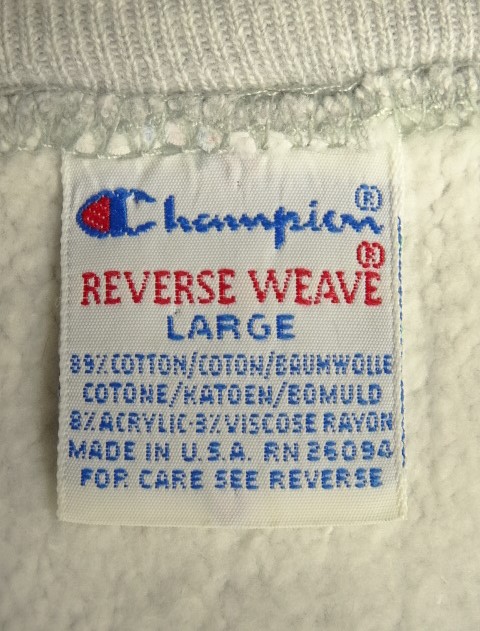 Champion®
REVERSE WEAVE®
LARGE
89% COTTON/COTON/BAUMWOLLE
COTONE/KATOEN/BOMULD
8% ACRYLIC-3% VISCOSE RAYON
MADE IN U.S.A. RN 26094
FOR CARE SEE REVERSE